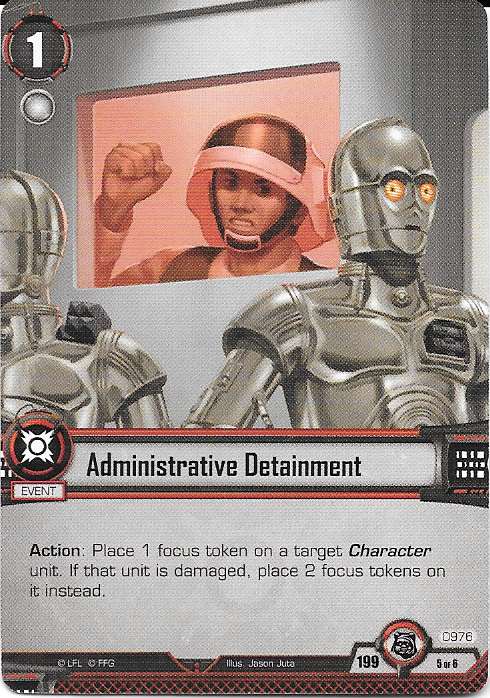 1
Administrative Detainment
EVENT
Action: Place 1 focus token on a target Character
unit. If that unit is damaged, place 2 focus tokens on
it instead.
0976
© LFL © FFG
Illus. Jason Juta
199
5 of 6